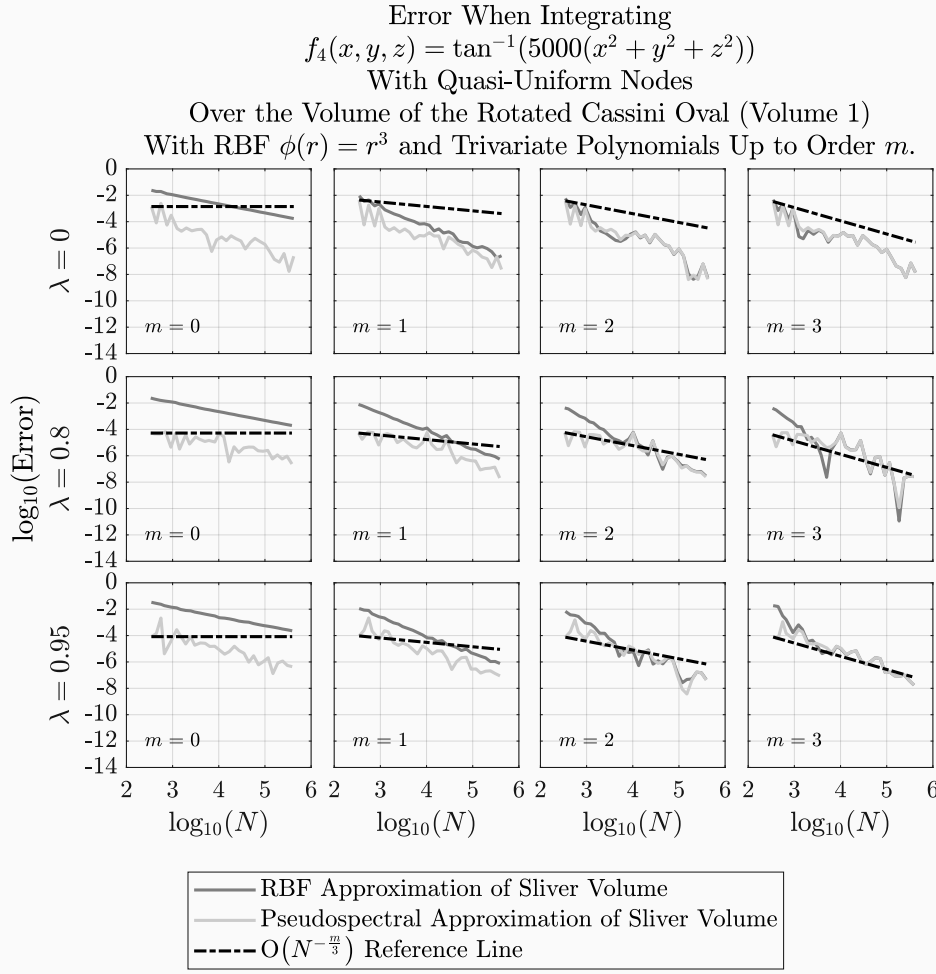 Error When Integrating
f₄(x, y, z) = tan⁻¹(5000(x² + y² + z²))
With Quasi-Uniform Nodes
Over the Volume of the Rotated Cassini Oval (Volume 1)
With RBF ϕ(r) = r³ and Trivariate Polynomials Up to Order m.
log₁₀(Error)
λ = 0
0
-2
-4
-6
-8
-10
-12
-14
m = 0
m = 1
m = 2
m = 3
λ = 0.8
0
-2
-4
-6
-8
-10
-12
-14
m = 0
m = 1
m = 2
m = 3
λ = 0.95
0
-2
-4
-6
-8
-10
-12
-14
m = 0
m = 1
m = 2
m = 3
2 3 4 5 6 2 3 4 5 6 2 3 4 5 6 2 3 4 5 6
log₁₀(N) log₁₀(N) log₁₀(N) log₁₀(N)
RBF Approximation of Sliver Volume
Pseudospectral Approximation of Sliver Volume
O(N^{-m/3}) Reference Line